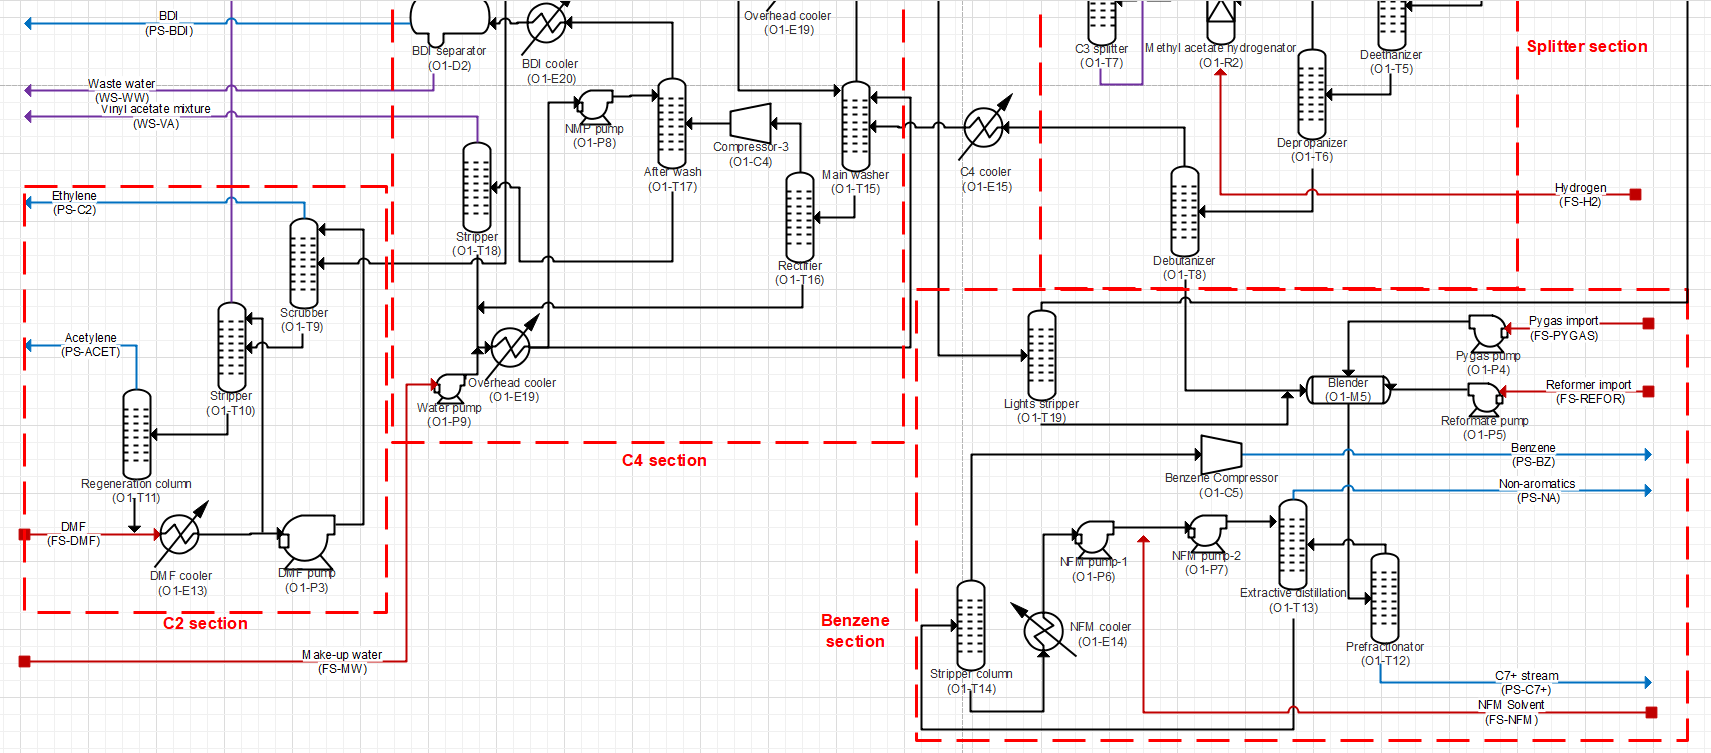 BDI
(PS-BDI)
Waste water
(WS-WW)
Vinyl acetate mixture
(WS-VA)
BDI separator
(O1-D2)
BDI cooler
(O1-E20)
Overhead cooler
(O1-E19)
NMP pump
(O1-P8)
Compressor-3
(O1-C4)
After wash
(O1-T17)
Main washer
(O1-T15)
Stripper
(O1-T18)
Rectifier
(O1-T16)
C4 cooler
(O1-E15)
C3 splitter
(O1-T7)
Methyl acetate hydrogenator
(O1-R2)
Deethanizer
(O1-T5)
Depropanizer
(O1-T6)
Splitter section
Hydrogen
(FS-H2)
Debutanizer
(O1-T8)
Ethylene
(PS-C2)
Scrubber
(O1-T9)
Acetylene
(PS-ACET)
Stripper
(O1-T10)
Regeneration column
(O1-T11)
DMF
(FS-DMF)
DMF cooler
(O1-E13)
DMF pump
(O1-P3)
C2 section
Overhead cooler
(O1-E19)
Water pump
(O1-P9)
C4 section
Make-up water
(FS-MW)
Lights stripper
(O1-T19)
Pygas import
(FS-PYGAS)
Pygas pump
(O1-P4)
Blender
(O1-M5)
Reformer import
(FS-REFOR)
Reformate pump
(O1-P5)
Benzene Compressor
(O1-C5)
Benzene
(PS-BZ)
Non-aromatics
(PS-NA)
NFM pump-1
(O1-P6)
NFM pump-2
(O1-P7)
Extractive distillation
(O1-T13)
Benzene
section
NFM cooler
(O1-E14)
Stripper column
(O1-T14)
Prefractionator
(O1-T12)
C7+ stream
(PS-C7+)
NFM Solvent
(FS-NFM)